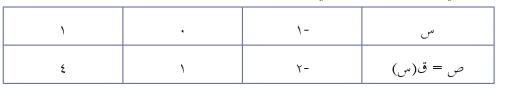 س -١ ٠ ١
ص = ق(س) -٢ ١ ٤